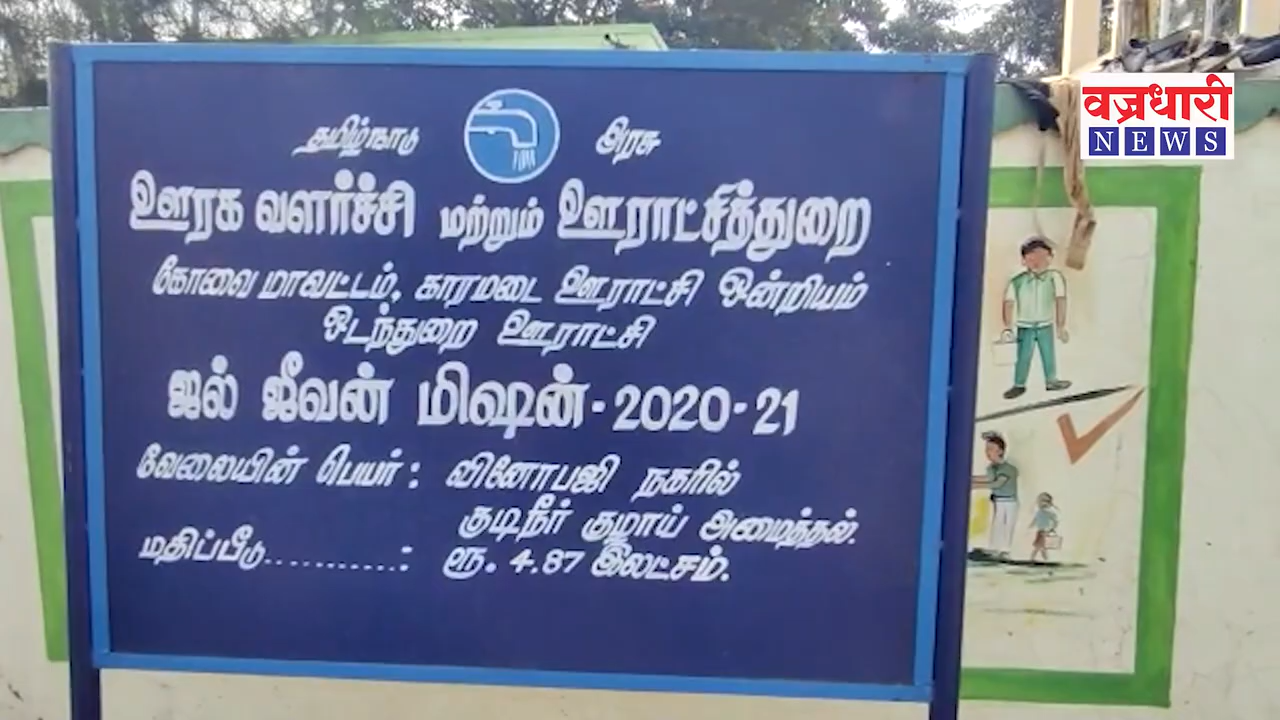 தமிழ்நாடு அரசு
ஊரக வளர்ச்சி மற்றும் ஊராட்சித்துறை
கோவை மாவட்டம், காரமடை ஊராட்சி ஒன்றியம்
ஓடந்துறை ஊராட்சி
ஜல் ஜீவன் மிஷன் - 2020-21
வேலையின் பெயர் : வினோபஜி நகரில்
குடிநீர் குழாய் அமைத்தல்.
மதிப்பீடு........... : ரூ. 4.87 இலட்சம்.
वज्रधारी
NEWS